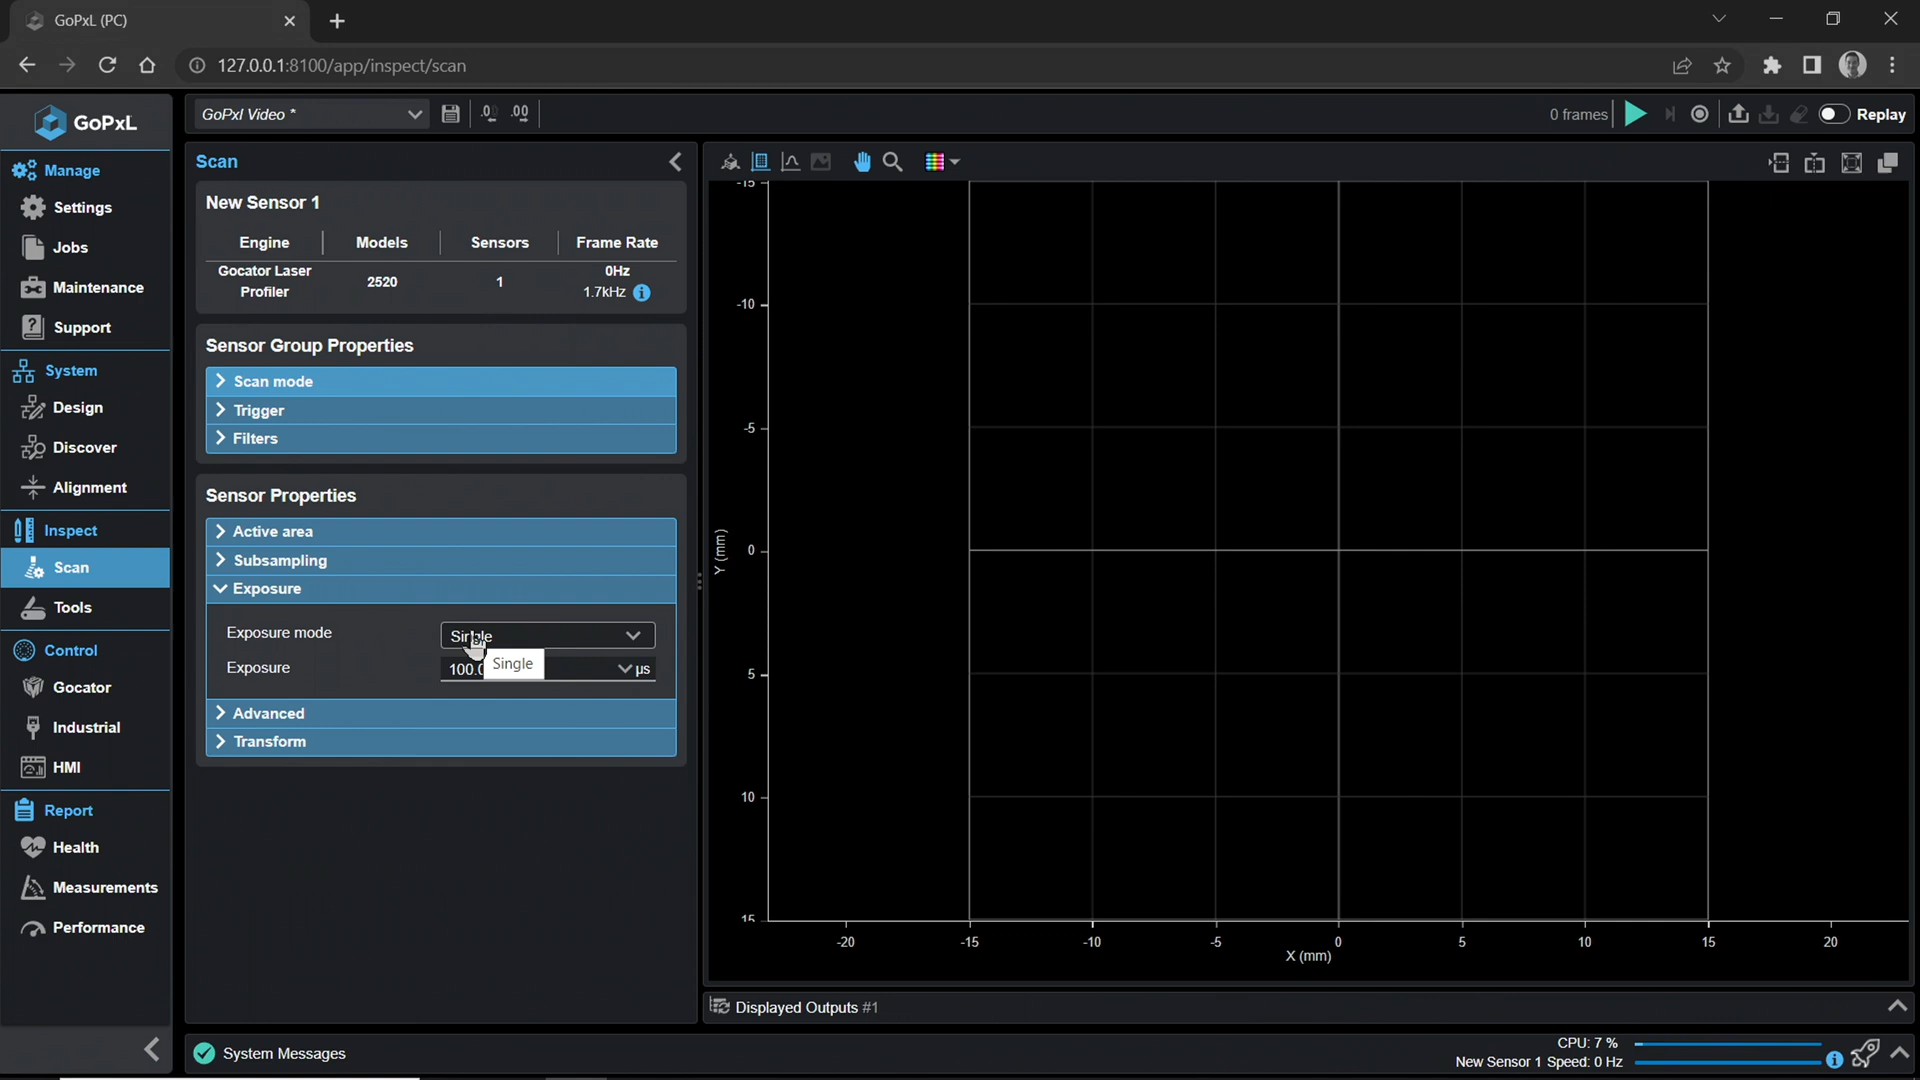 GoPxL (PC)
127.0.0.1:8100/app/inspect/scan
GoPxL
GoPxl Video *
.0 .00
0 frames
Replay
Manage
Settings
Jobs
Maintenance
Support
System
Design
Discover
Alignment
Inspect
Scan
Tools
Control
Gocator
Industrial
HMI
Report
Health
Measurements
Performance
Scan
New Sensor 1
Engine Models Sensors Frame Rate
Gocator Laser Profiler 2520 1 0Hz
1.7kHz
Sensor Group Properties
Scan mode
Trigger
Filters
Sensor Properties
Active area
Subsampling
Exposure
Exposure mode Single
Single
Exposure 100.0 µs
Advanced
Transform
-15
-10
-5
0
5
10
15
Y (mm)
-20 -15 -10 -5 0 5 10 15 20
X (mm)
Displayed Outputs #1
System Messages
CPU: 7 %
New Sensor 1 Speed: 0 Hz